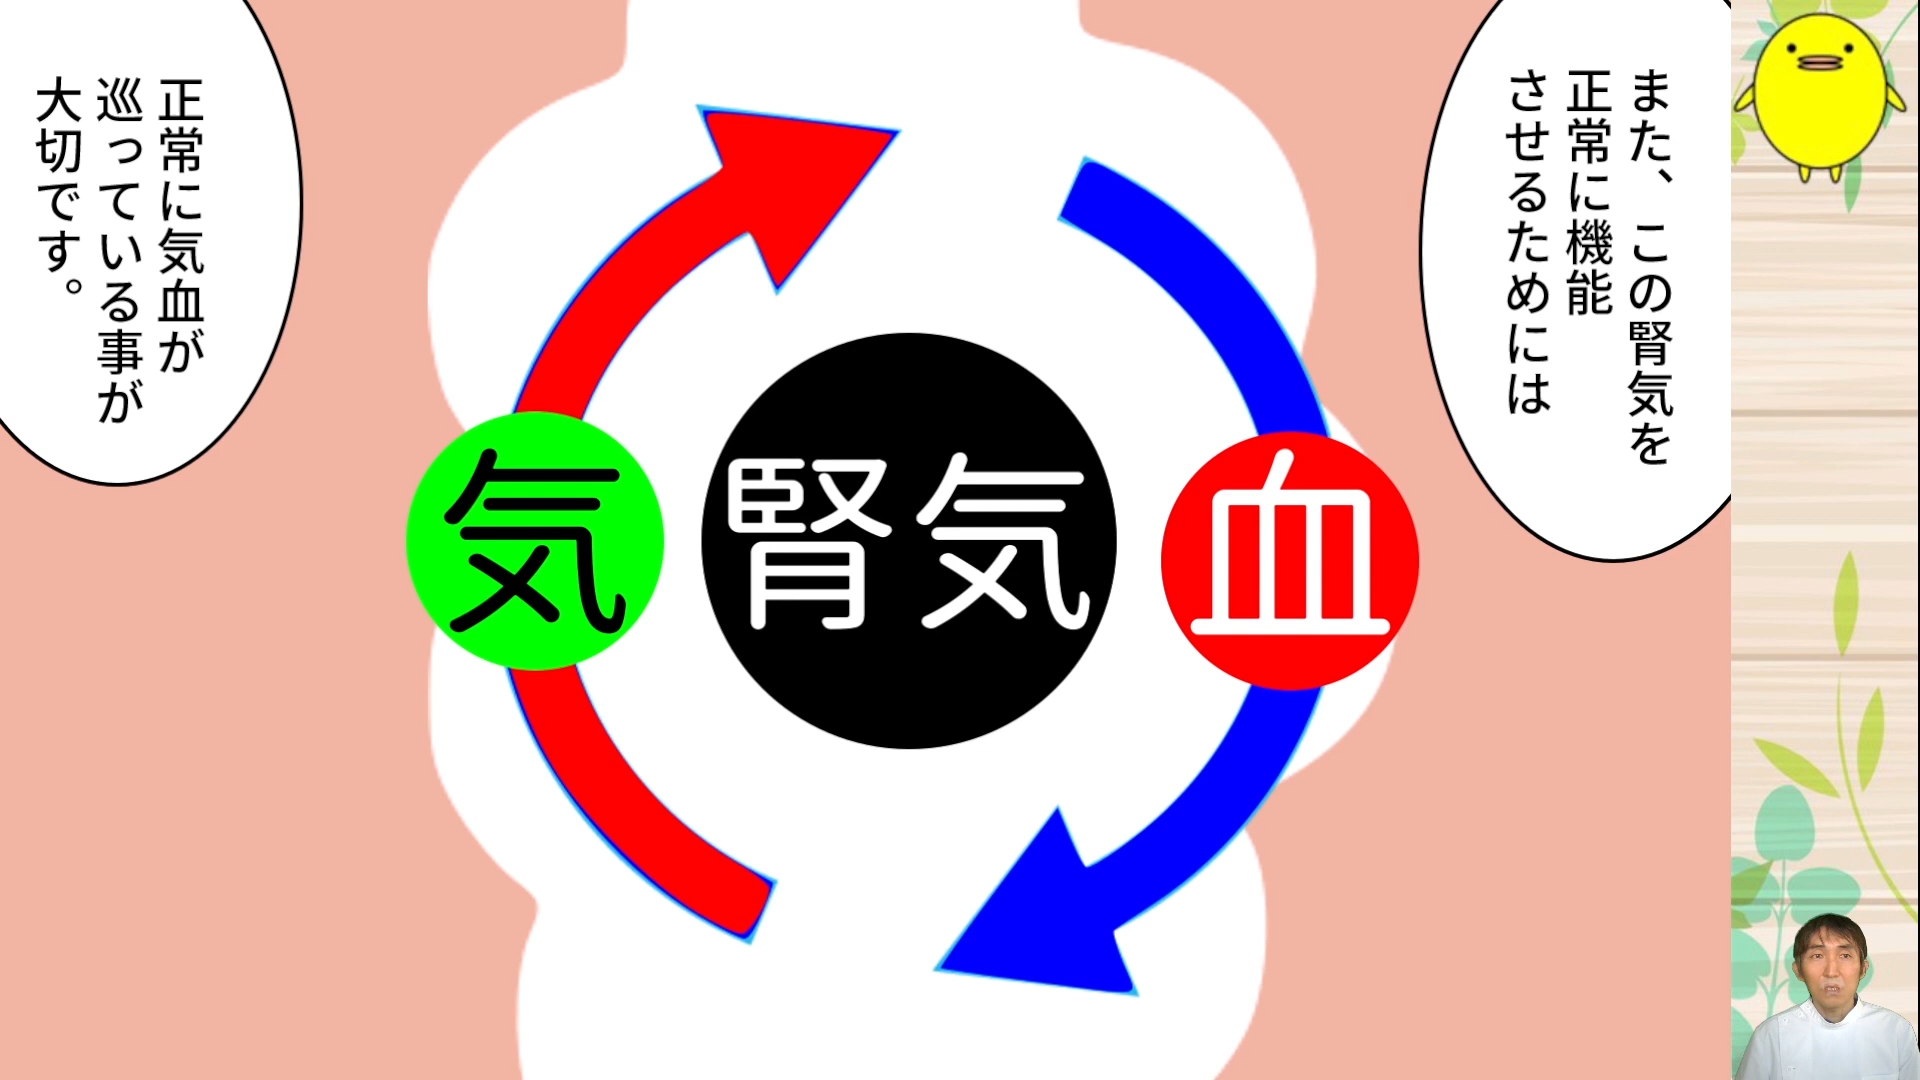 また、この腎気を
正常に機能
させるためには
正常に気血が
巡っている事が
大切です。
気
腎気
血